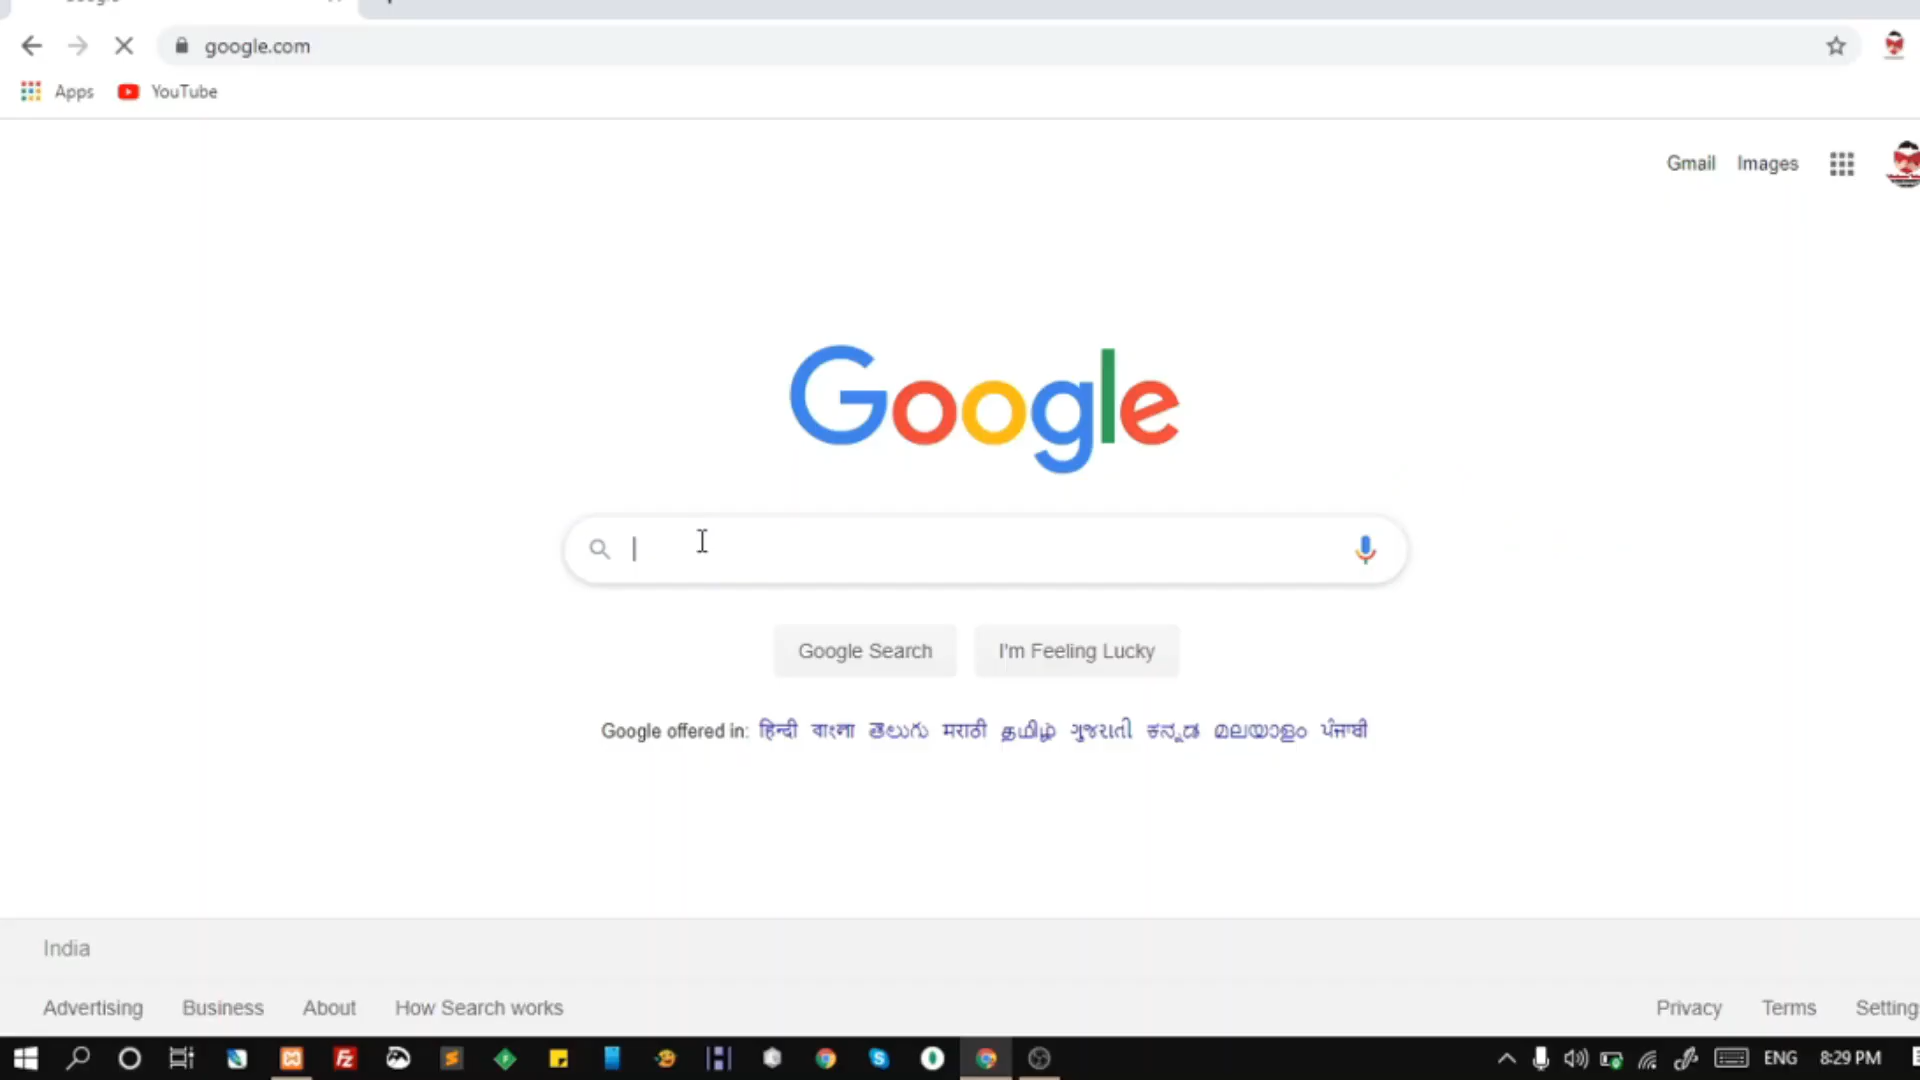 Google
google.com
Apps YouTube
Gmail Images
Google
Google Search I'm Feeling Lucky
Google offered in: हिन्दी বাংলা తెలుగు मराठी தமிழ் ગુજરાતી ಕನ್ನಡ മലയാളം ਪੰਜਾਬੀ
India
Advertising Business About How Search works Privacy Terms Setting
ENG 8:29 PM